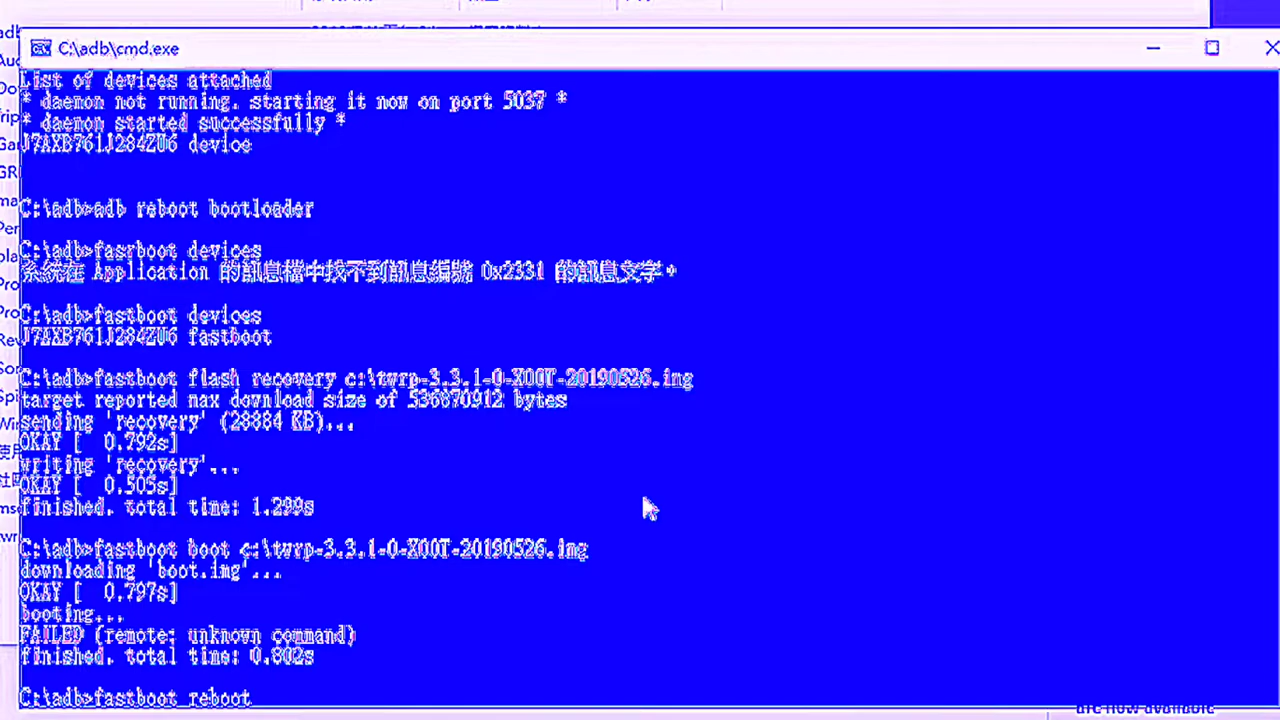 C:\adb\cmd.exe
List of devices attached
* daemon not running. starting it now on port 5037 *
* daemon started successfully *
J7AXB761J284ZU6 device
C:\adb>adb reboot bootloader
C:\adb>fasrboot devices
系統在 Application 的訊息檔中找不到訊息編號 0x2331 的訊息文字。
C:\adb>fastboot devices
J7AXB761J284ZU6 fastboot
C:\adb>fastboot flash recovery c:\twrp-3.3.1-0-X00T-20190526.img
target reported max download size of 536870912 bytes
sending 'recovery' (28884 KB)...
OKAY [  0.792s]
writing 'recovery'...
OKAY [  0.505s]
finished. total time: 1.299s
C:\adb>fastboot boot c:\twrp-3.3.1-0-X00T-20190526.img
downloading 'boot.img'...
OKAY [  0.797s]
booting...
FAILED (remote: unknown command)
finished. total time: 0.802s
C:\adb>fastboot reboot
are now available